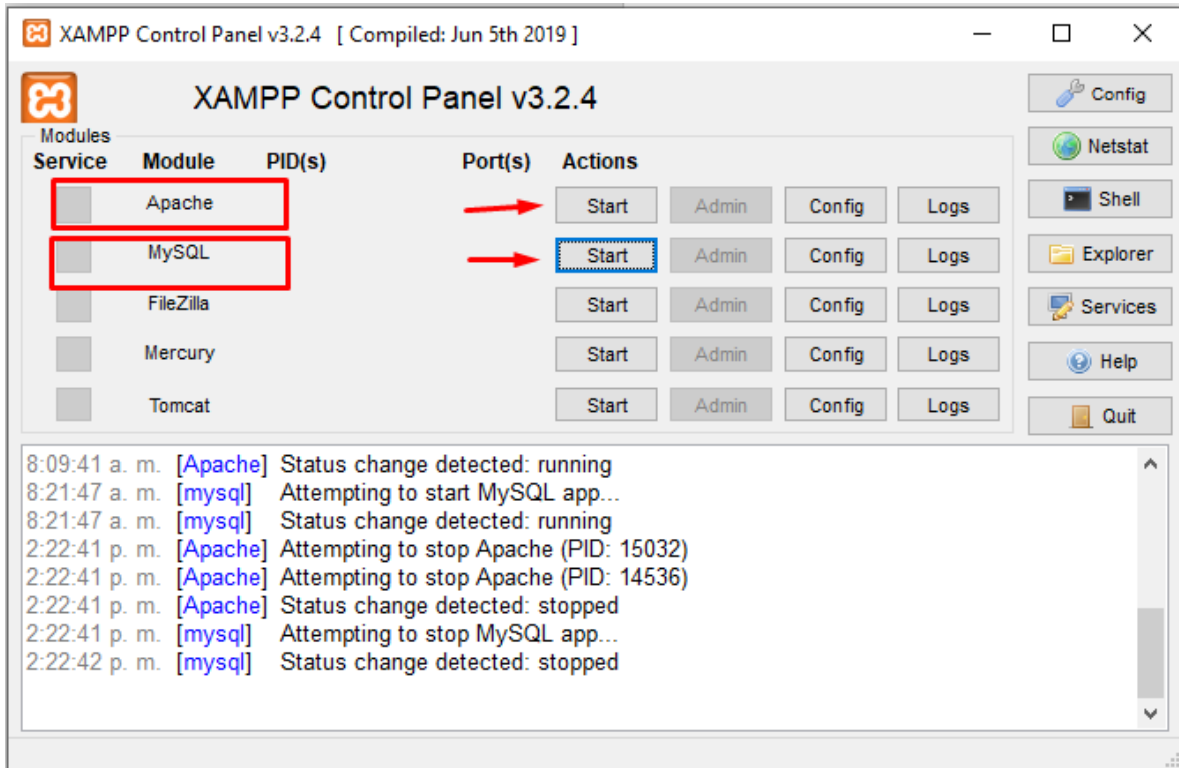 XAMPP Control Panel v3.2.4 [ Compiled: Jun 5th 2019 ]
XAMPP Control Panel v3.2.4
Config
Modules
Service Module PID(s) Port(s) Actions
Netstat
Apache Start Admin Config Logs
Shell
MySQL Start Admin Config Logs
Explorer
FileZilla Start Admin Config Logs
Services
Mercury Start Admin Config Logs
Help
Tomcat Start Admin Config Logs
Quit
8:09:41 a. m. [Apache] Status change detected: running
8:21:47 a. m. [mysql] Attempting to start MySQL app...
8:21:47 a. m. [mysql] Status change detected: running
2:22:41 p. m. [Apache] Attempting to stop Apache (PID: 15032)
2:22:41 p. m. [Apache] Attempting to stop Apache (PID: 14536)
2:22:41 p. m. [Apache] Status change detected: stopped
2:22:41 p. m. [mysql] Attempting to stop MySQL app...
2:22:42 p. m. [mysql] Status change detected: stopped